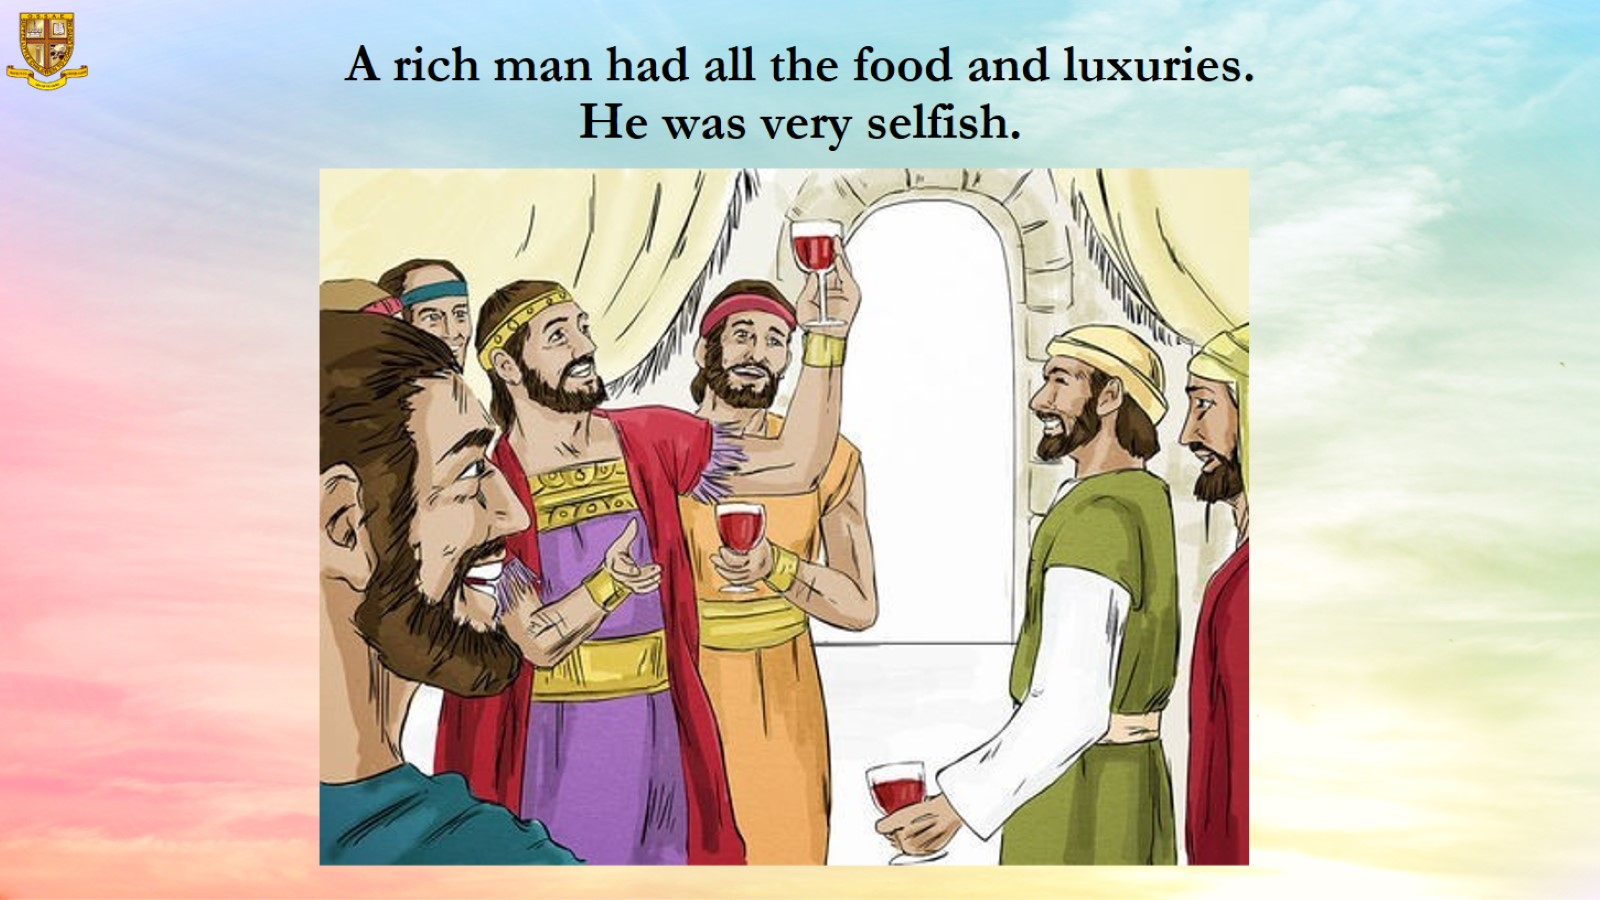 A rich man had all the food and luxuries.
He was very selfish.